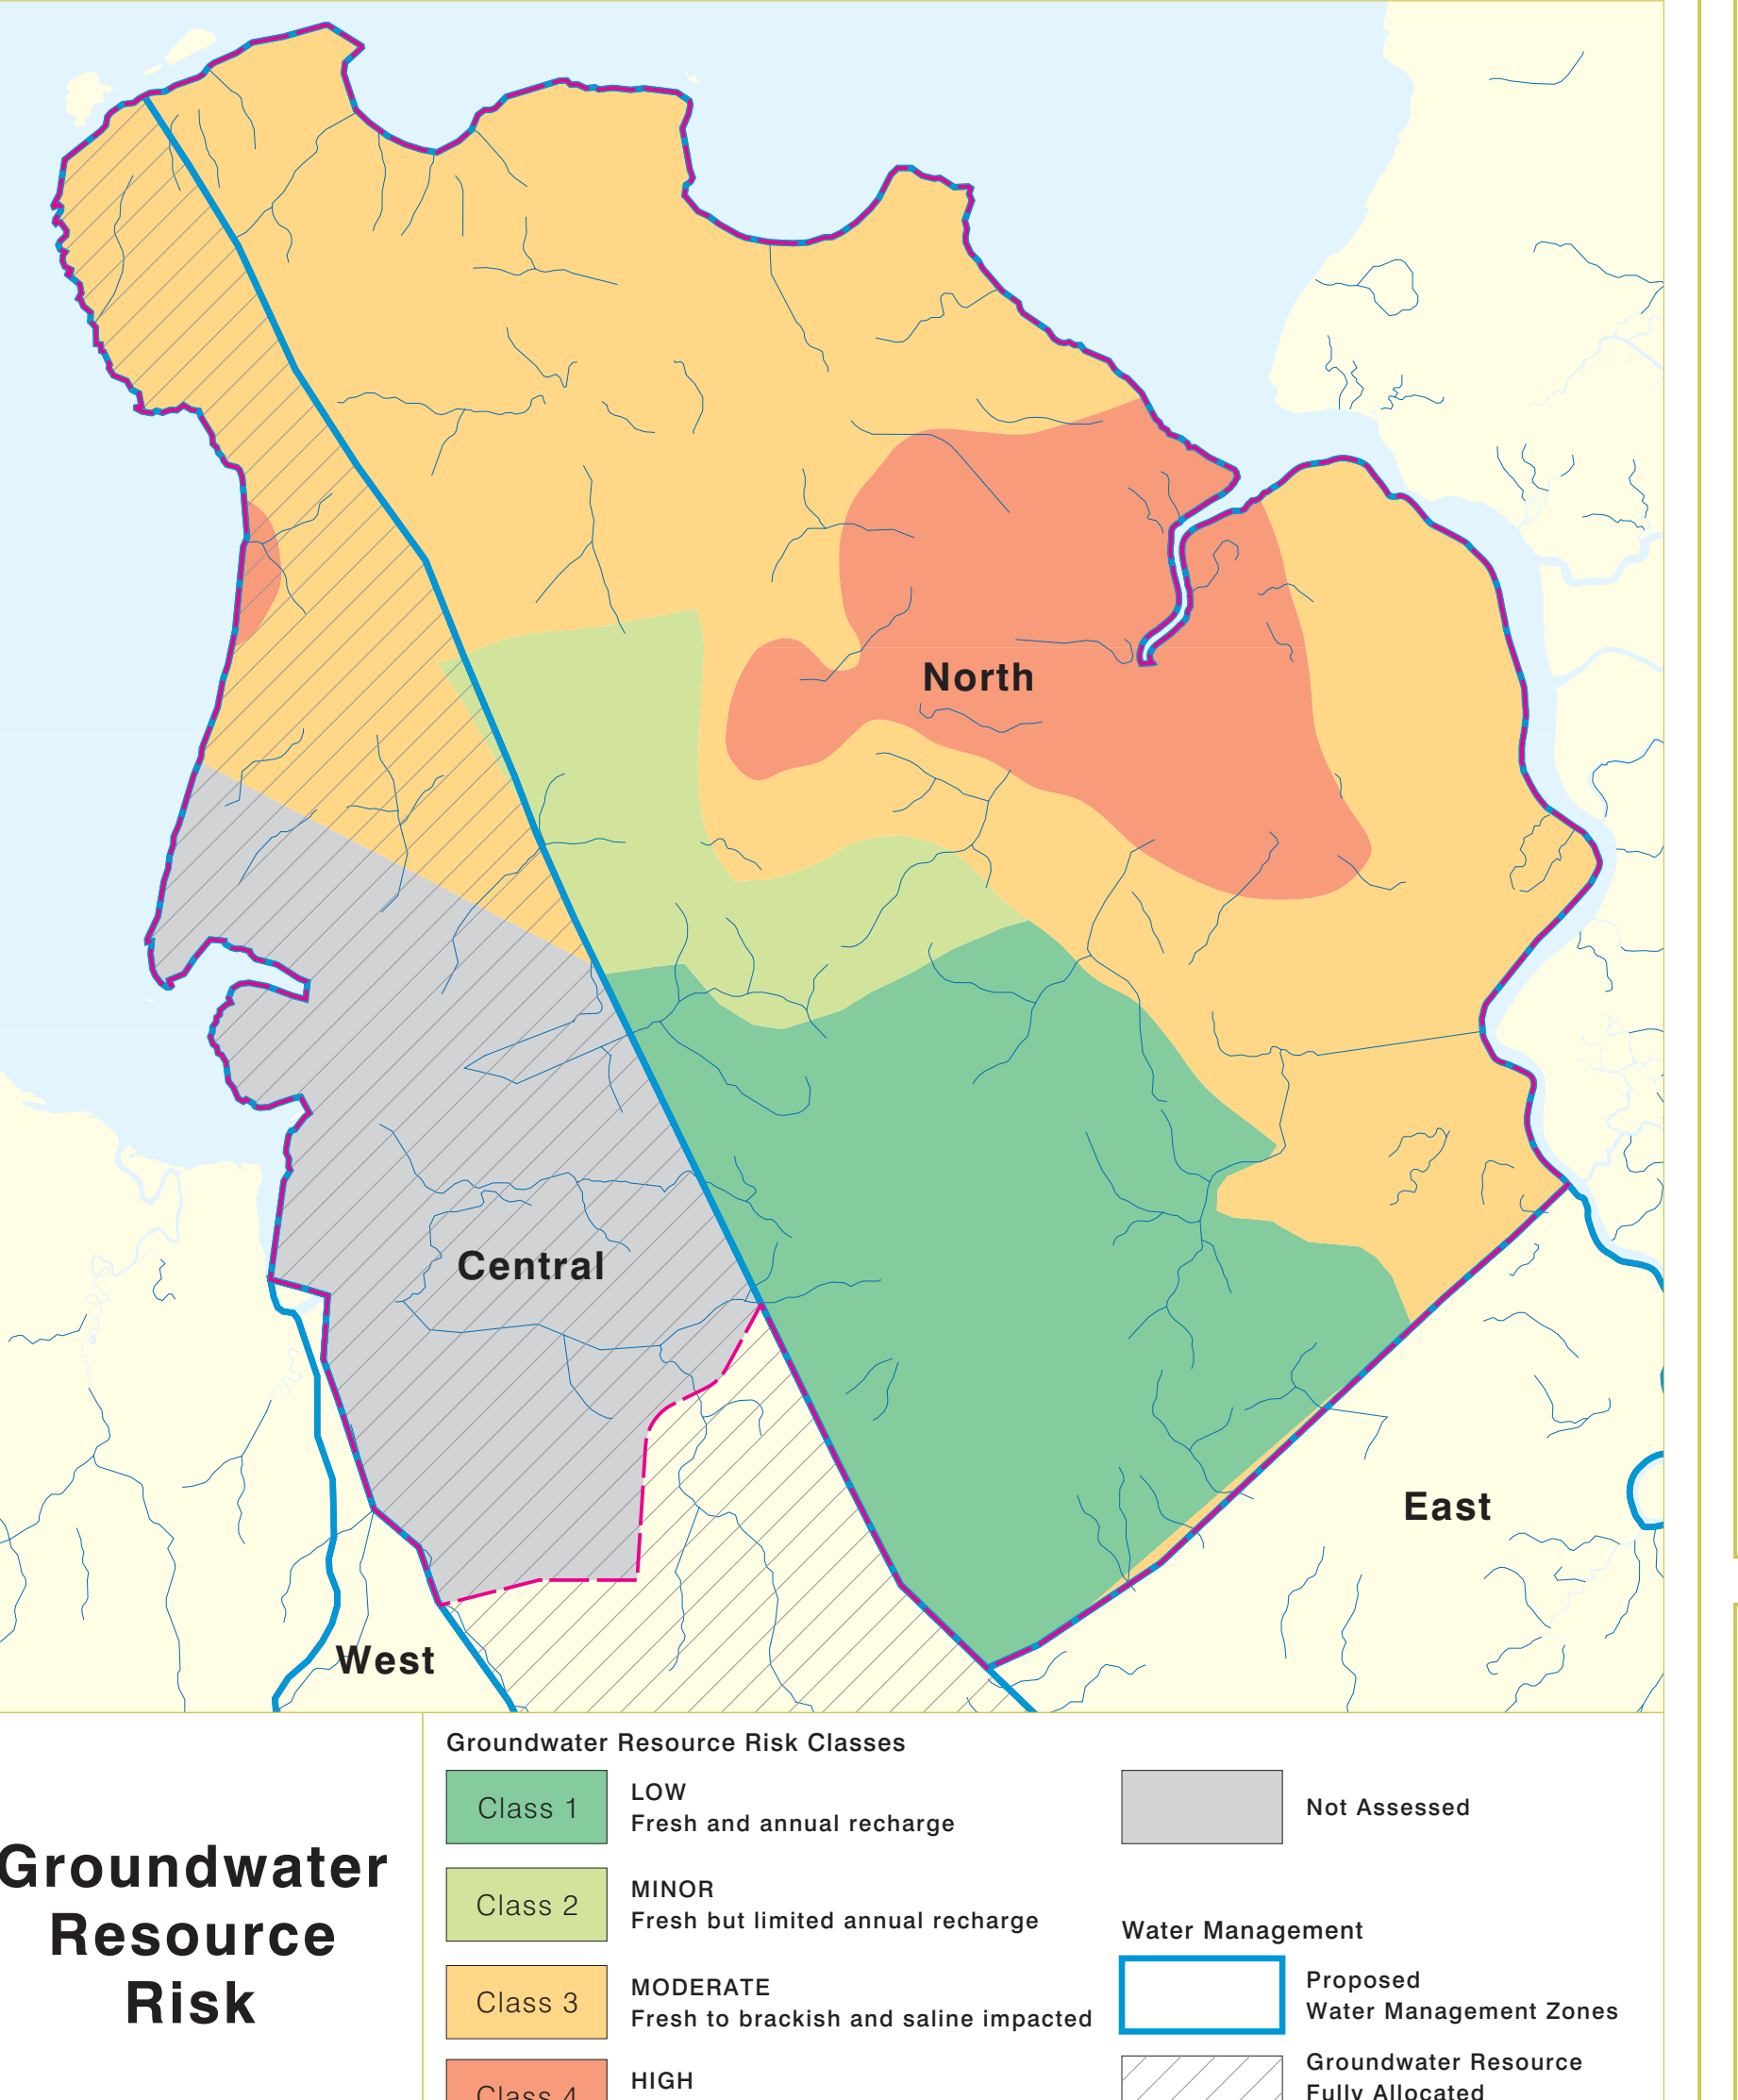 North
Central
East
West
Groundwater
Resource
Risk
Groundwater Resource Risk Classes
Class 1
LOW
Fresh and annual recharge
Class 2
MINOR
Fresh but limited annual recharge
Class 3
MODERATE
Fresh to brackish and saline impacted
Class 4
HIGH
Not Assessed
Water Management
Proposed
Water Management Zones
Groundwater Resource
Fully Allocated